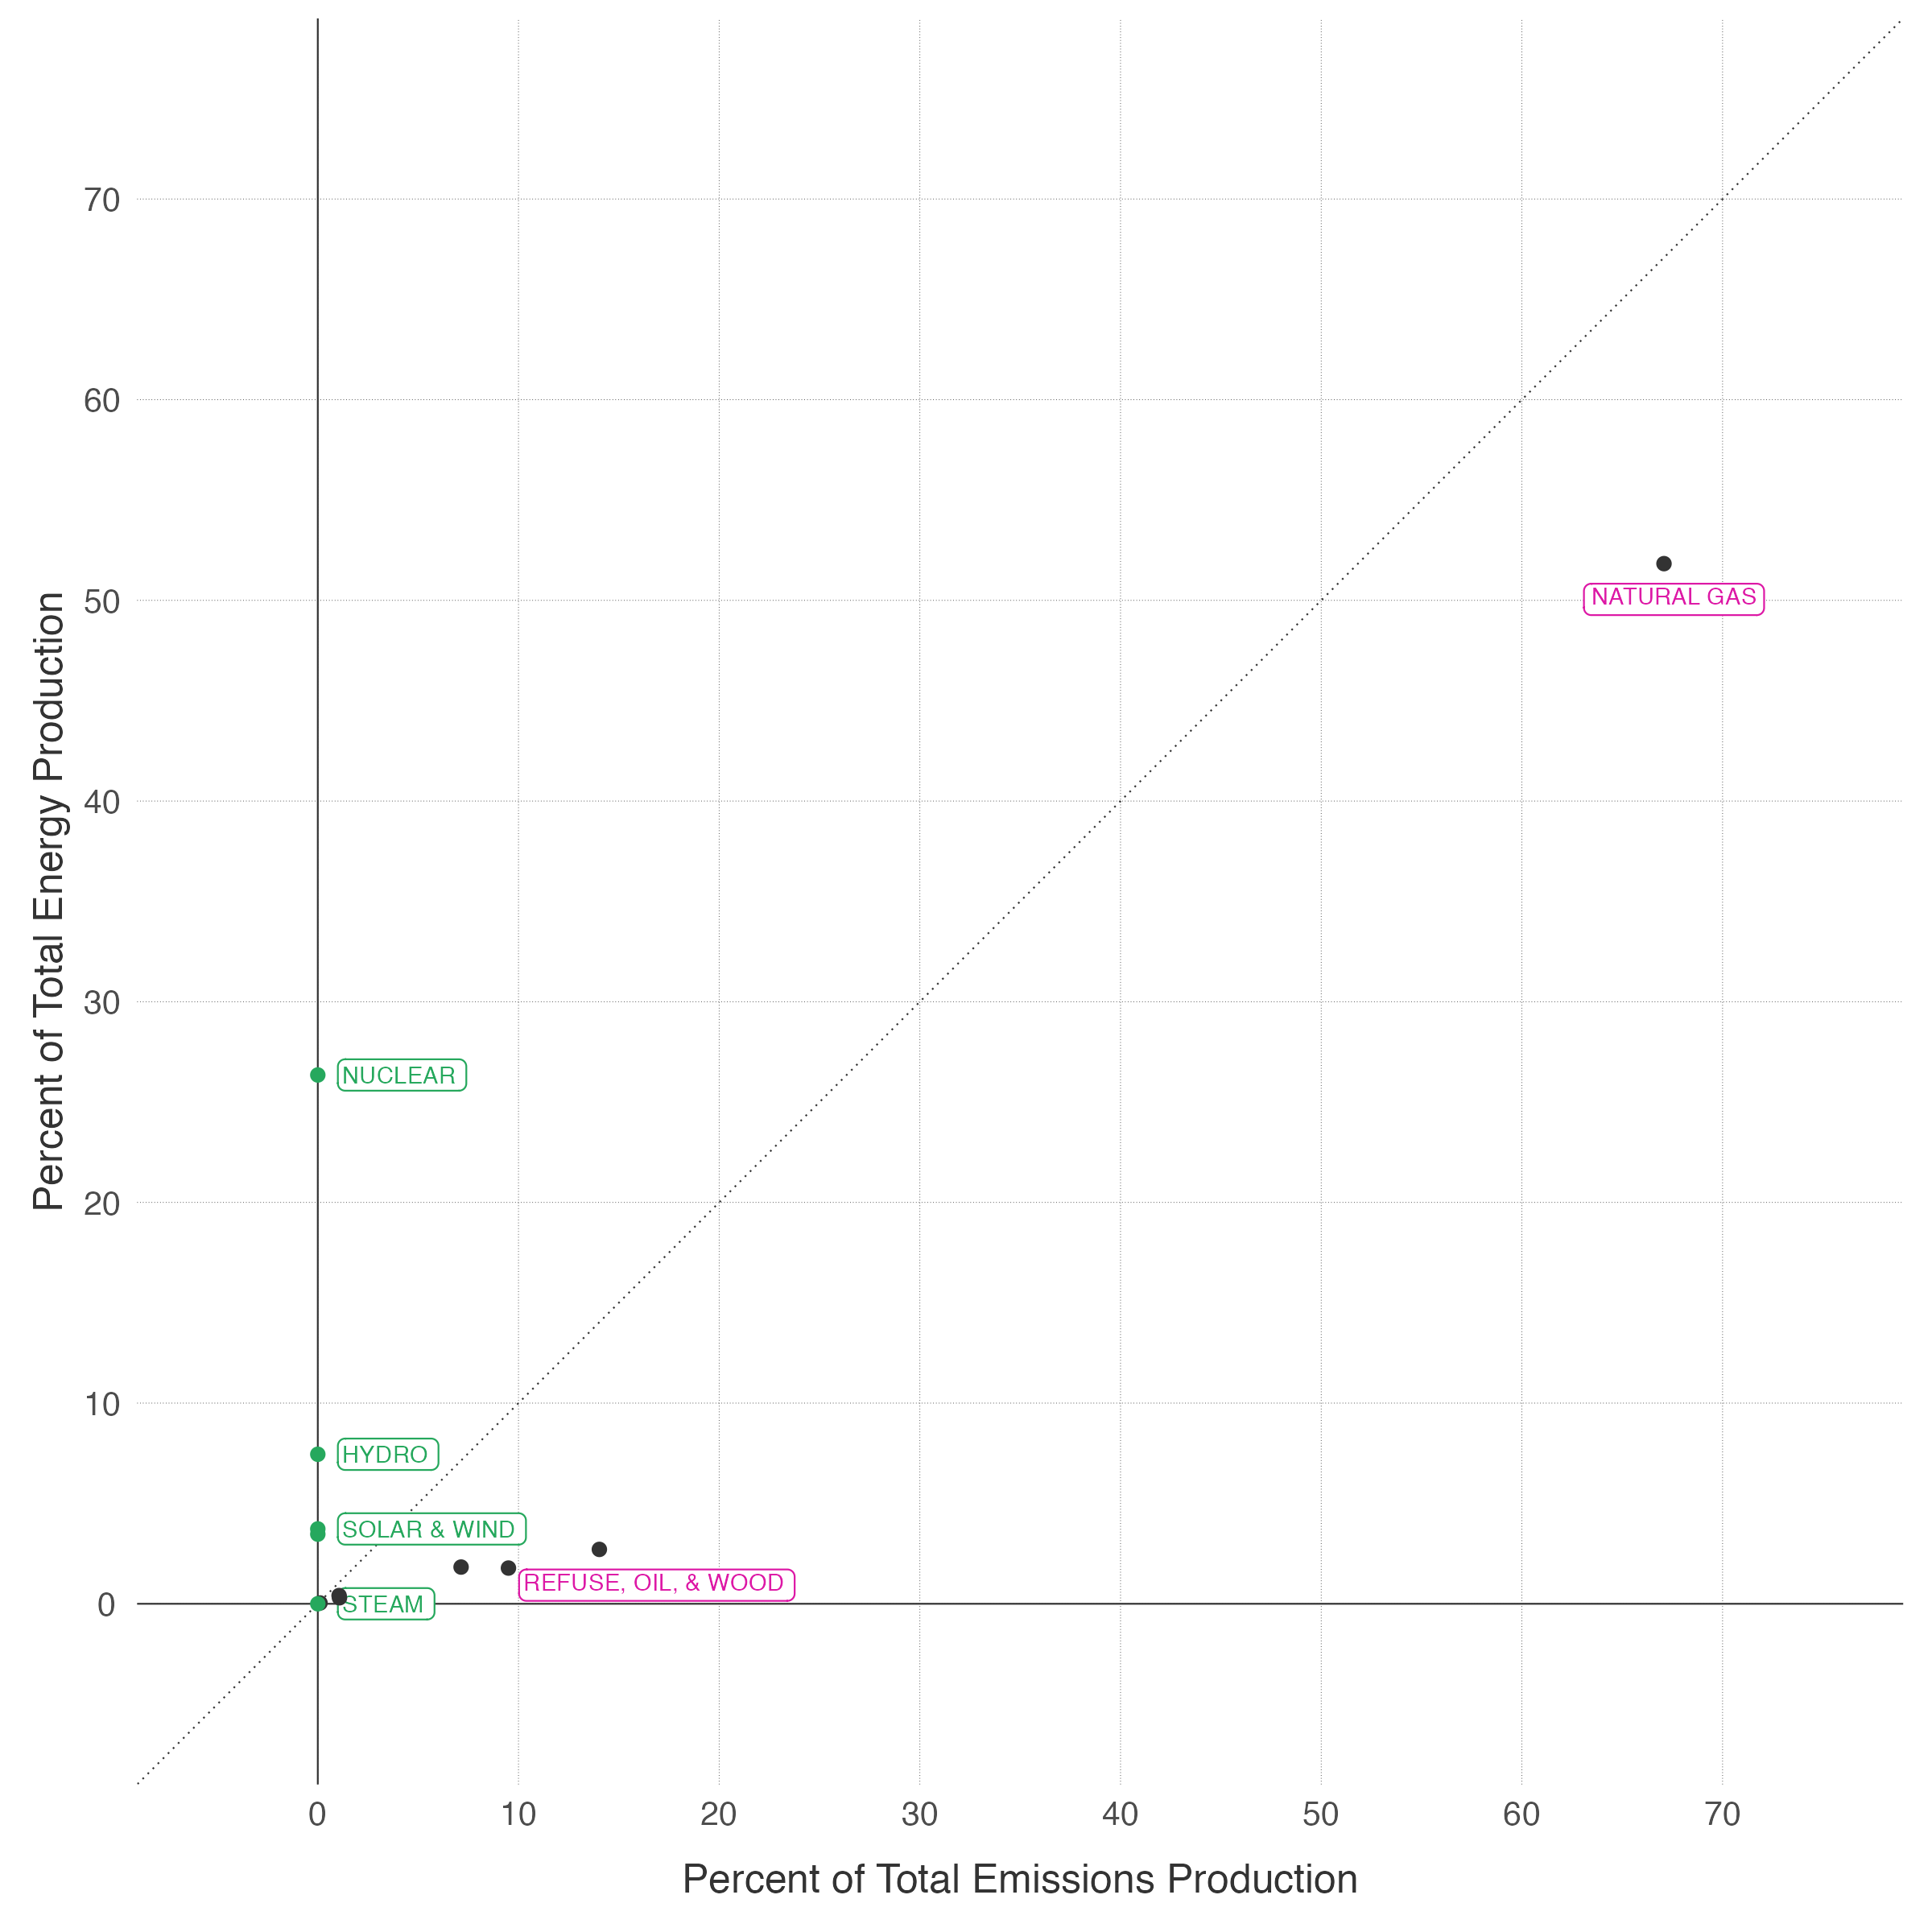 Percent of Total Energy Production
70
60
50
40
30
20
10
0
NATURAL GAS
NUCLEAR
HYDRO
SOLAR & WIND
REFUSE, OIL, & WOOD
STEAM
0 10 20 30 40 50 60 70
Percent of Total Emissions Production